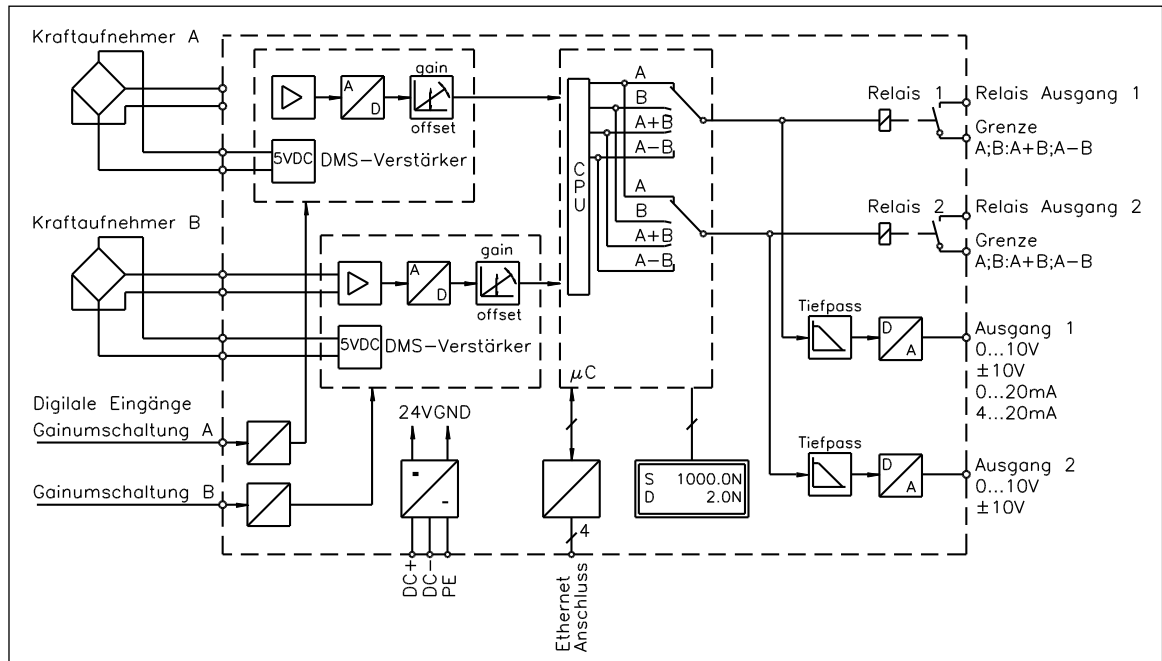 Kraftaufnehmer A
gain
A
D
offset
5VDC
DMS-Verstärker
Kraftaufnehmer B
gain
A
D
offset
5VDC
DMS-Verstärker
CPU
A
B
A+B
A-B
A
B
A+B
A-B
µC
Relais 1
Relais Ausgang 1
Grenze
A;B:A+B;A-B
Relais 2
Relais Ausgang 2
Grenze
A;B:A+B;A-B
Tiefpass
D
A
Ausgang 1
0...10V
±10V
0...20mA
4...20mA
Tiefpass
D
A
Ausgang 2
0...10V
±10V
Digilale Eingänge
Gainumschaltung A
Gainumschaltung B
24VGND
DC+
DC-
PE
4
Ethernet
Anschluss
S 1000.0N
D 2.0N